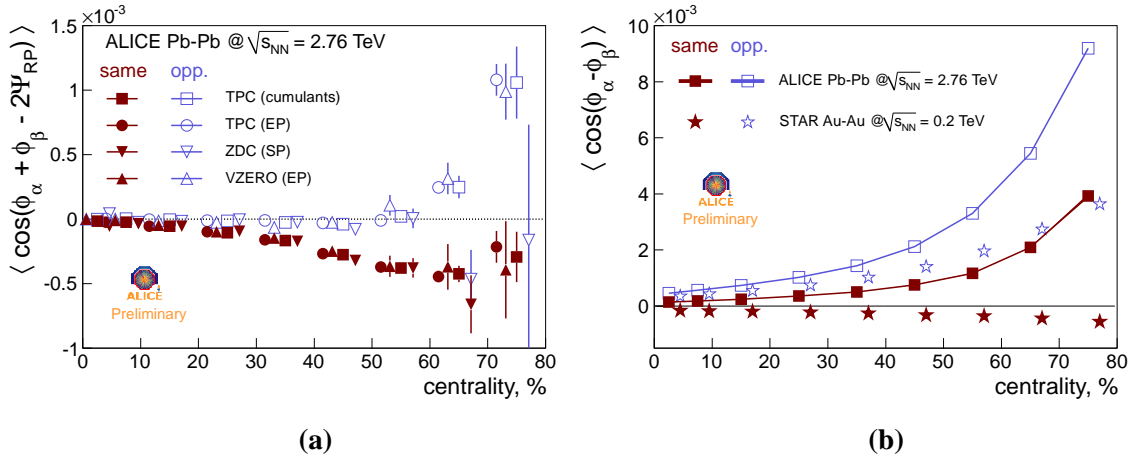 ×10⁻³
⟨ cos(φα + φβ - 2ΨRP) ⟩
1.5
1
0.5
0
-0.5
-1
ALICE Pb-Pb @ √sNN = 2.76 TeV
same opp.
TPC (cumulants)
TPC (EP)
ZDC (SP)
VZERO (EP)
ALICE
Preliminary
0 10 20 30 40 50 60 70 80
centrality, %
(a)
×10⁻³
⟨ cos(φα-φβ) ⟩
10
8
6
4
2
0
same opp.
ALICE Pb-Pb @ √sNN = 2.76 TeV
STAR Au-Au @ √sNN = 0.2 TeV
ALICE
Preliminary
0 10 20 30 40 50 60 70 80
centrality, %
(b)